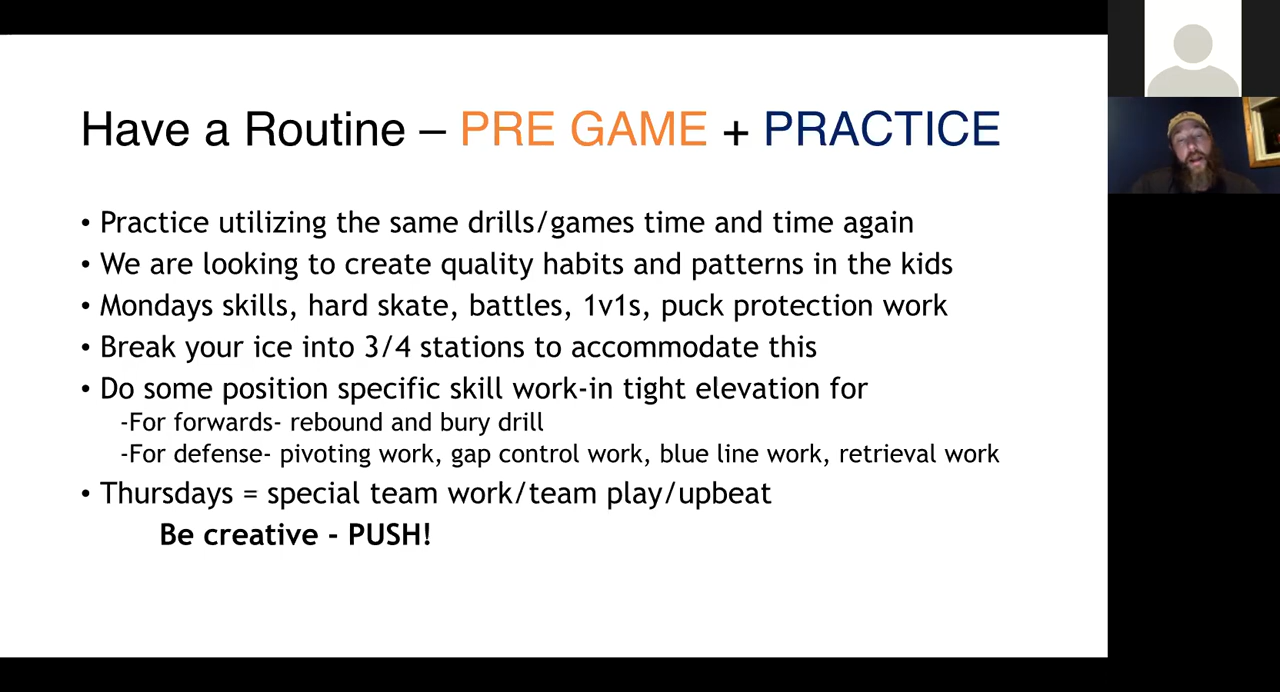 Have a Routine – PRE GAME + PRACTICE
• Practice utilizing the same drills/games time and time again
• We are looking to create quality habits and patterns in the kids
• Mondays skills, hard skate, battles, 1v1s, puck protection work
• Break your ice into 3/4 stations to accommodate this
• Do some position specific skill work-in tight elevation for
-For forwards- rebound and bury drill
-For defense- pivoting work, gap control work, blue line work, retrieval work
• Thursdays = special team work/team play/upbeat
Be creative - PUSH!